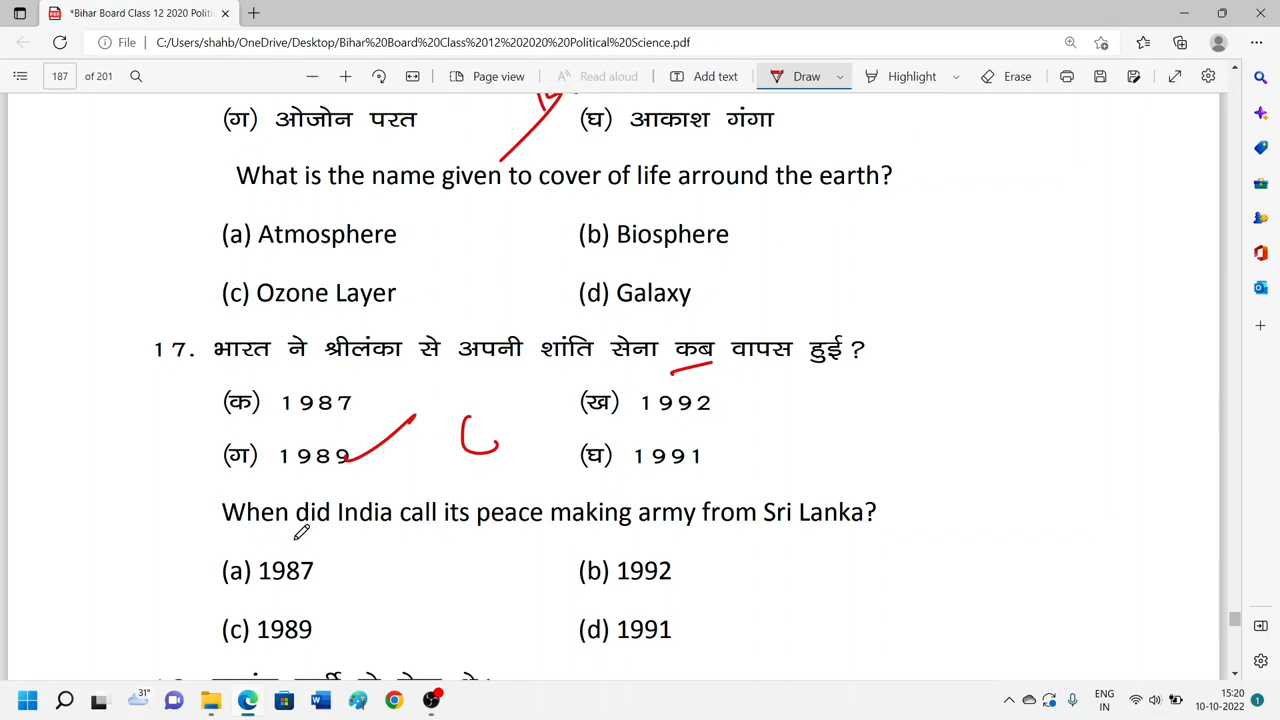 *Bihar Board Class 12 2020 Politi
File C:/Users/shahb/OneDrive/Desktop/Bihar%20Board%20Class%2012%202020%20Political%20Science.pdf
187 of 201 Page view Read aloud Add text Draw Highlight Erase
(ग) ओजोन परत (घ) आकाश गंगा
What is the name given to cover of life arround the earth?
(a) Atmosphere (b) Biosphere
(c) Ozone Layer (d) Galaxy
17. भारत ने श्रीलंका से अपनी शांति सेना कब वापस हुई ?
(क) 1987 (ख) 1992
(ग) 1989 (घ) 1991
When did India call its peace making army from Sri Lanka?
(a) 1987 (b) 1992
(c) 1989 (d) 1991
31° ENG 15:20
IN 10-10-2022 1